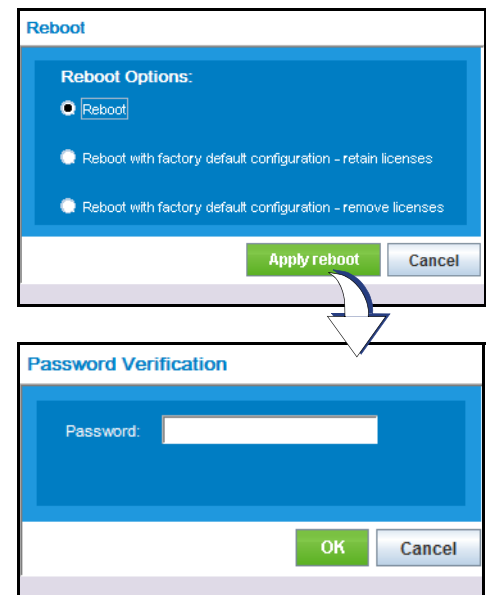 Reboot
Reboot Options:
Reboot
Reboot with factory default configuration - retain licenses
Reboot with factory default configuration - remove licenses
Apply reboot Cancel
Password Verification
Password:
OK Cancel